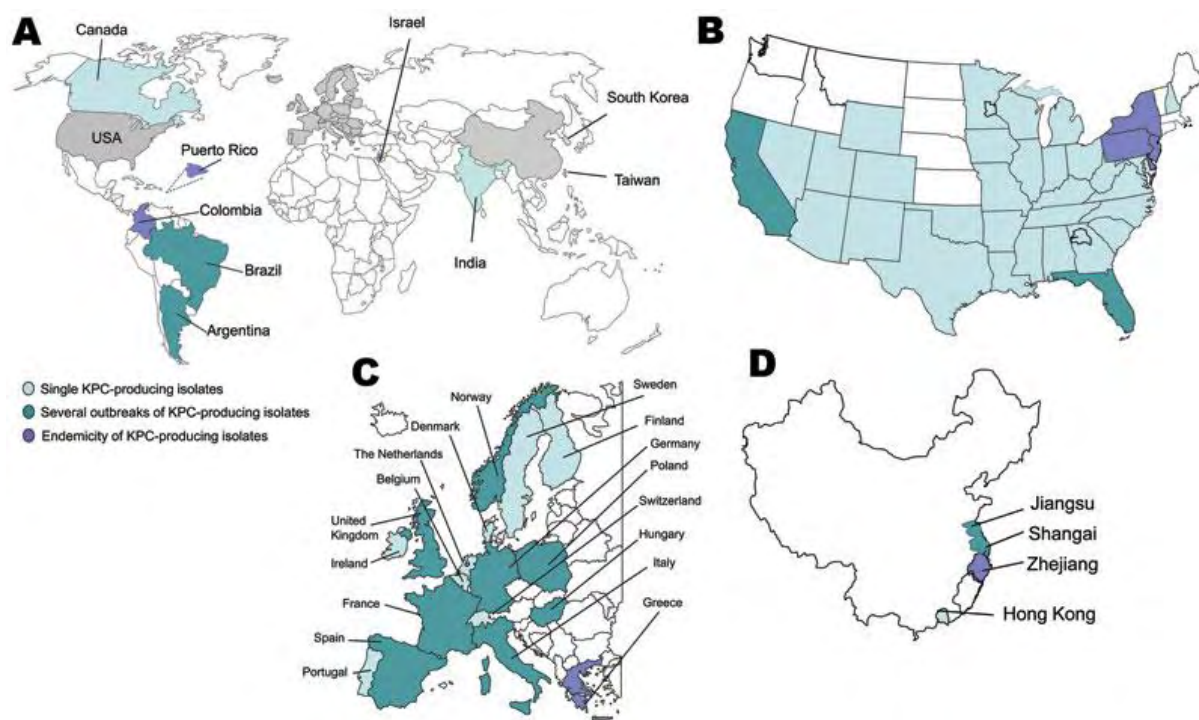 A
Canada
USA
Puerto Rico
Colombia
Brazil
Argentina
Israel
South Korea
Taiwan
India
Single KPC-producing isolates
Several outbreaks of KPC-producing isolates
Endemicity of KPC-producing isolates
B
C
Norway
Denmark
The Netherlands
Belgium
United
Kingdom
Ireland
France
Spain
Portugal
Sweden
Finland
Germany
Poland
Switzerland
Hungary
Italy
Greece
D
Jiangsu
Shangai
Zhejiang
Hong Kong